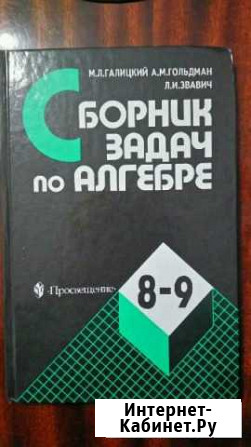 М.Л.ГАЛИЦКИЙ А.М.ГОЛЬДМАН
Л.И.ЗВАВИЧ
СБОРНИК
ЗАДАЧ
ПО АЛГЕБРЕ
«Просвещение»
8-9
Интернет-
Кабинет.Ру